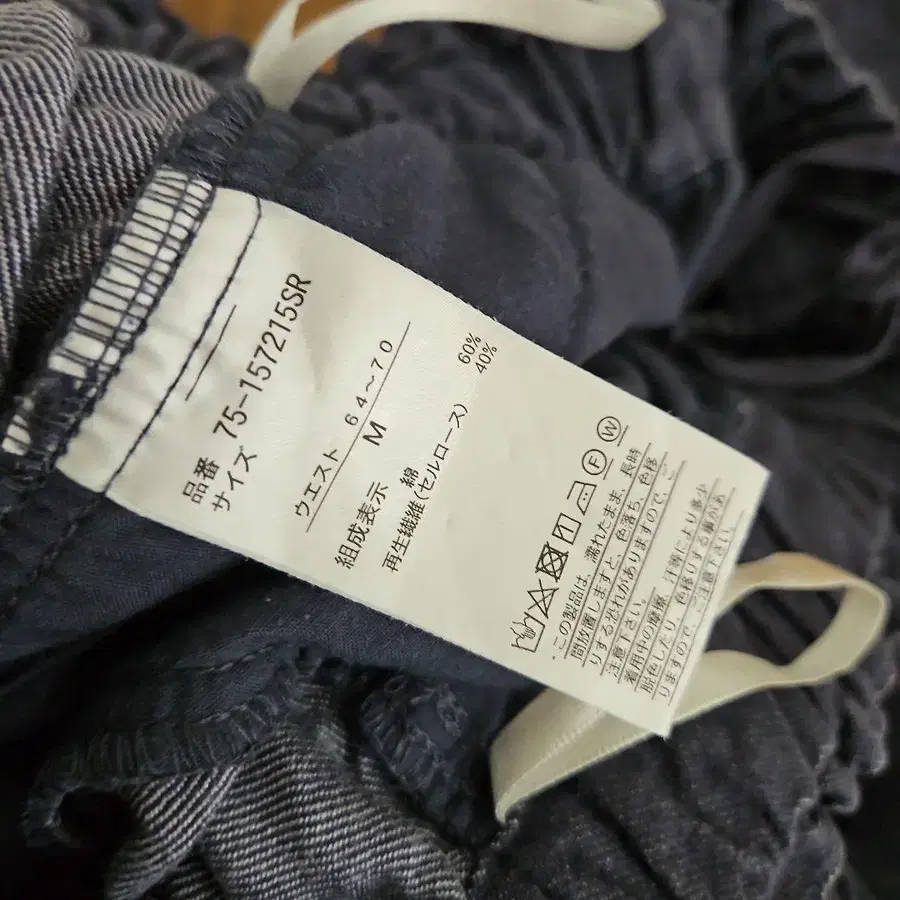 品番 75-157215SR
サイズ
ウエスト 64～70
M
組成表示
綿 60%
再生繊維(セルロース) 40%
F W
・この製品は、濡れたまま、長時
間放置しますと、色落ち、色移
りする恐れがありますので、ご
注意下さい。
着用中の摩擦、汗等により多少
脱色したり、色移りする事があ
りますので、ご注意下さい。